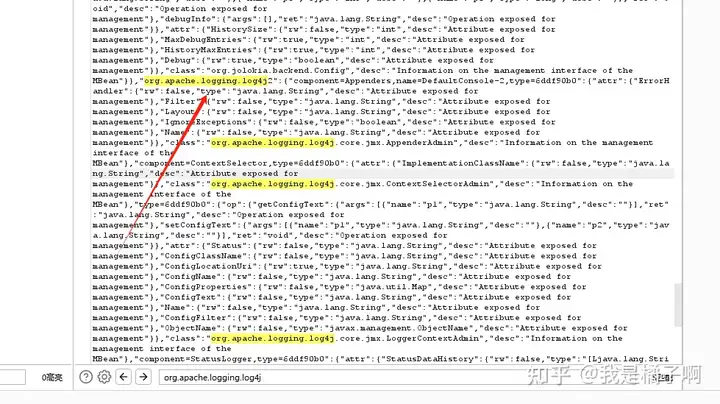 oid","desc":"Operation exposed for
management"},"debugInfo":{"args":[],"ret":"java.lang.String","desc":"Operation exposed for
management"}},"attr":{"HistorySize":{"rw":false,"type":"int","desc":"Attribute exposed for
management"},"MaxDebugEntries":{"rw":true,"type":"int","desc":"Attribute exposed for
management"},"HistoryMaxEntries":{"rw":true,"type":"int","desc":"Attribute exposed for
management"},"Debug":{"rw":true,"type":"boolean","desc":"Attribute exposed for
management"}},"class":"org.jolokia.backend.Config","desc":"Information on the management interface of the
MBean"}},"org.apache.logging.log4j2":{"component=Appenders,name=DefaultConsole-2,type=6ddf90b0":{"attr":{"ErrorH
andler":{"rw":false,"type":"java.lang.String","desc":"Attribute exposed for
management"},"Filter":{"rw":false,"type":"java.lang.String","desc":"Attribute exposed for
management"},"Layout":{"rw":false,"type":"java.lang.String","desc":"Attribute exposed for
management"},"IgnoreExceptions":{"rw":false,"type":"boolean","desc":"Attribute exposed for
management"},"Name":{"rw":false,"type":"java.lang.String","desc":"Attribute exposed for
management"}},"class":"org.apache.logging.log4j.core.jmx.AppenderAdmin","desc":"Information on the management
interface of the
MBean"},"component=ContextSelector,type=6ddf90b0":{"attr":{"ImplementationClassName":{"rw":false,"type":"java.la
ng.String","desc":"Attribute exposed for
management"}},"class":"org.apache.logging.log4j.core.jmx.ContextSelectorAdmin","desc":"Information on the
management interface of the
MBean"},"type=6ddf90b0":{"op":{"getConfigText":{"args":[{"name":"p1","type":"java.lang.String","desc":""}],"ret"
:"java.lang.String","desc":"Operation exposed for
management"},"setConfigText":{"args":[{"name":"p1","type":"java.lang.String","desc":""},{"name":"p2","type":"jav
a.lang.String","desc":""}],"ret":"void","desc":"Operation exposed for
management"}},"attr":{"Status":{"rw":false,"type":"java.lang.String","desc":"Attribute exposed for
management"},"ConfigClassName":{"rw":false,"type":"java.lang.String","desc":"Attribute exposed for
management"},"ConfigLocationUri":{"rw":true,"type":"java.lang.String","desc":"Attribute exposed for
management"},"ConfigName":{"rw":false,"type":"java.lang.String","desc":"Attribute exposed for
management"},"ConfigProperties":{"rw":false,"type":"java.util.Map","desc":"Attribute exposed for
management"},"ConfigText":{"rw":false,"type":"java.lang.String","desc":"Attribute exposed for
management"},"Name":{"rw":false,"type":"java.lang.String","desc":"Attribute exposed for
management"},"ConfigFilter":{"rw":false,"type":"java.lang.String","desc":"Attribute exposed for
management"},"ObjectName":{"rw":false,"type":"javax.management.ObjectName","desc":"Attribute exposed for
management"}},"class":"org.apache.logging.log4j.core.jmx.LoggerContextAdmin","desc":"Information on the
management interface of the
MBean"},"component=StatusLogger,type=6ddf90b0":{"attr":{"StatusDataHistory":{"rw":false,"type":"[Ljava.lang.Stri
0高亮
org.apache.logging.log4j
知乎 @我是橘子啊